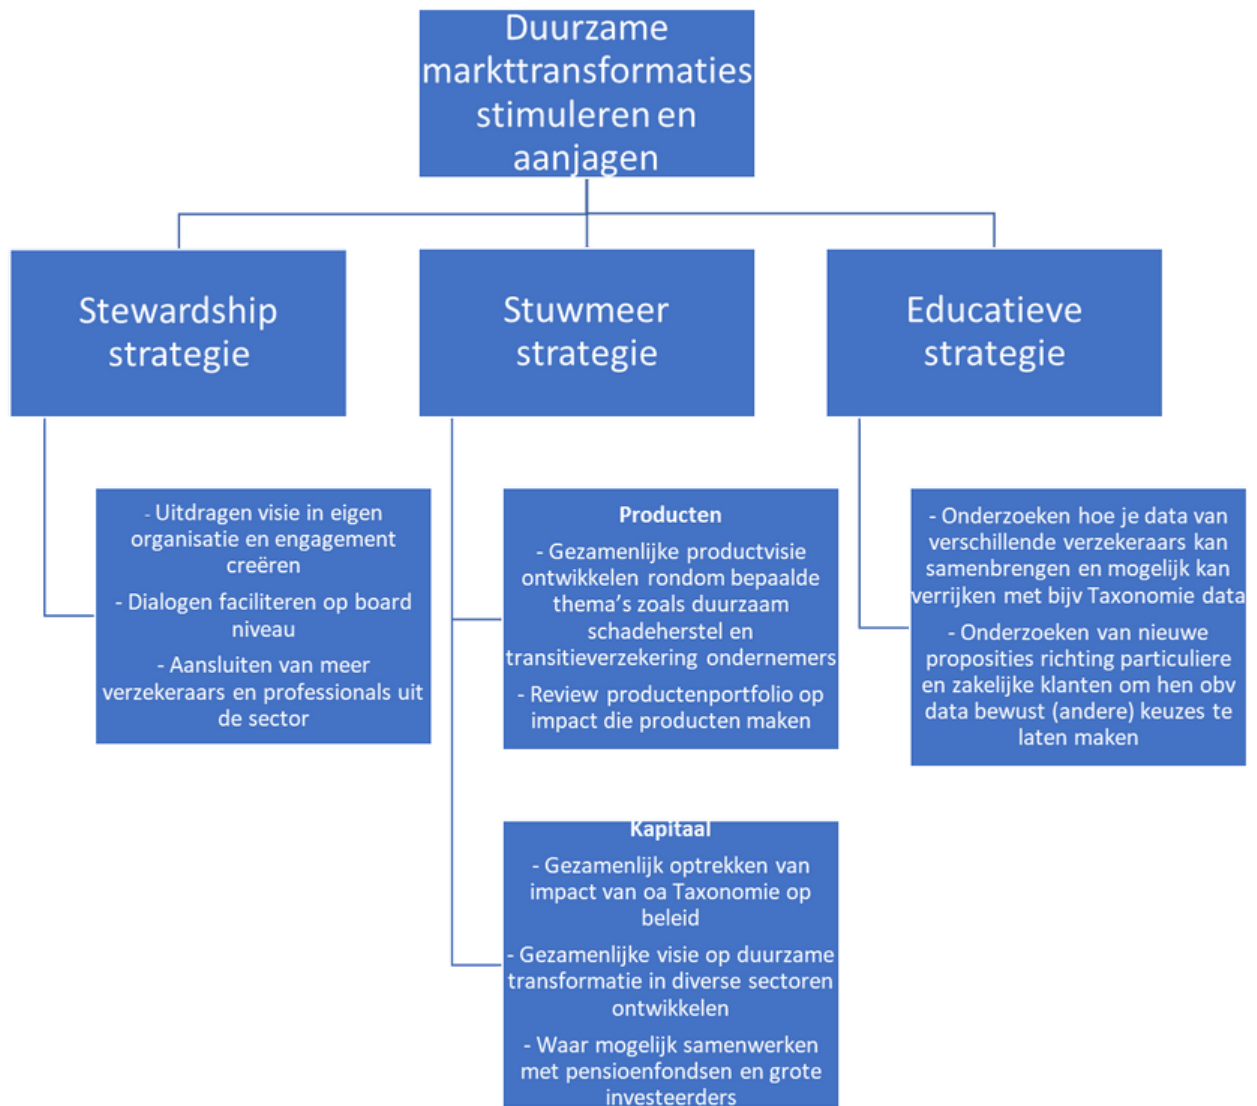 Duurzame
markttransformaties
stimuleren en
aanjagen
Stewardship
strategie
Stuwmeer
strategie
Educatieve
strategie
- Uitdragen visie in eigen
organisatie en engagement
creëren
- Dialogen faciliteren op board
niveau
- Aansluiten van meer
verzekeraars en professionals uit
de sector
Producten
- Gezamenlijke productvisie
ontwikkelen rondom bepaalde
thema's zoals duurzaam
schadeherstel en
transitieverzekering ondernemers
- Review productenportfolio op
impact die producten maken
Kapitaal
- Gezamenlijk optrekken van
impact van oa Taxonomie op
beleid
- Gezamenlijke visie op duurzame
transformatie in diverse sectoren
ontwikkelen
- Waar mogelijk samenwerken
met pensioenfondsen en grote
investeerders
- Onderzoeken hoe je data van
verschillende verzekeraars kan
samenbrengen en mogelijk kan
verrijken met bijv Taxonomie data
- Onderzoeken van nieuwe
proposities richting particuliere
en zakelijke klanten om hen obv
data bewust (andere) keuzes te
laten maken